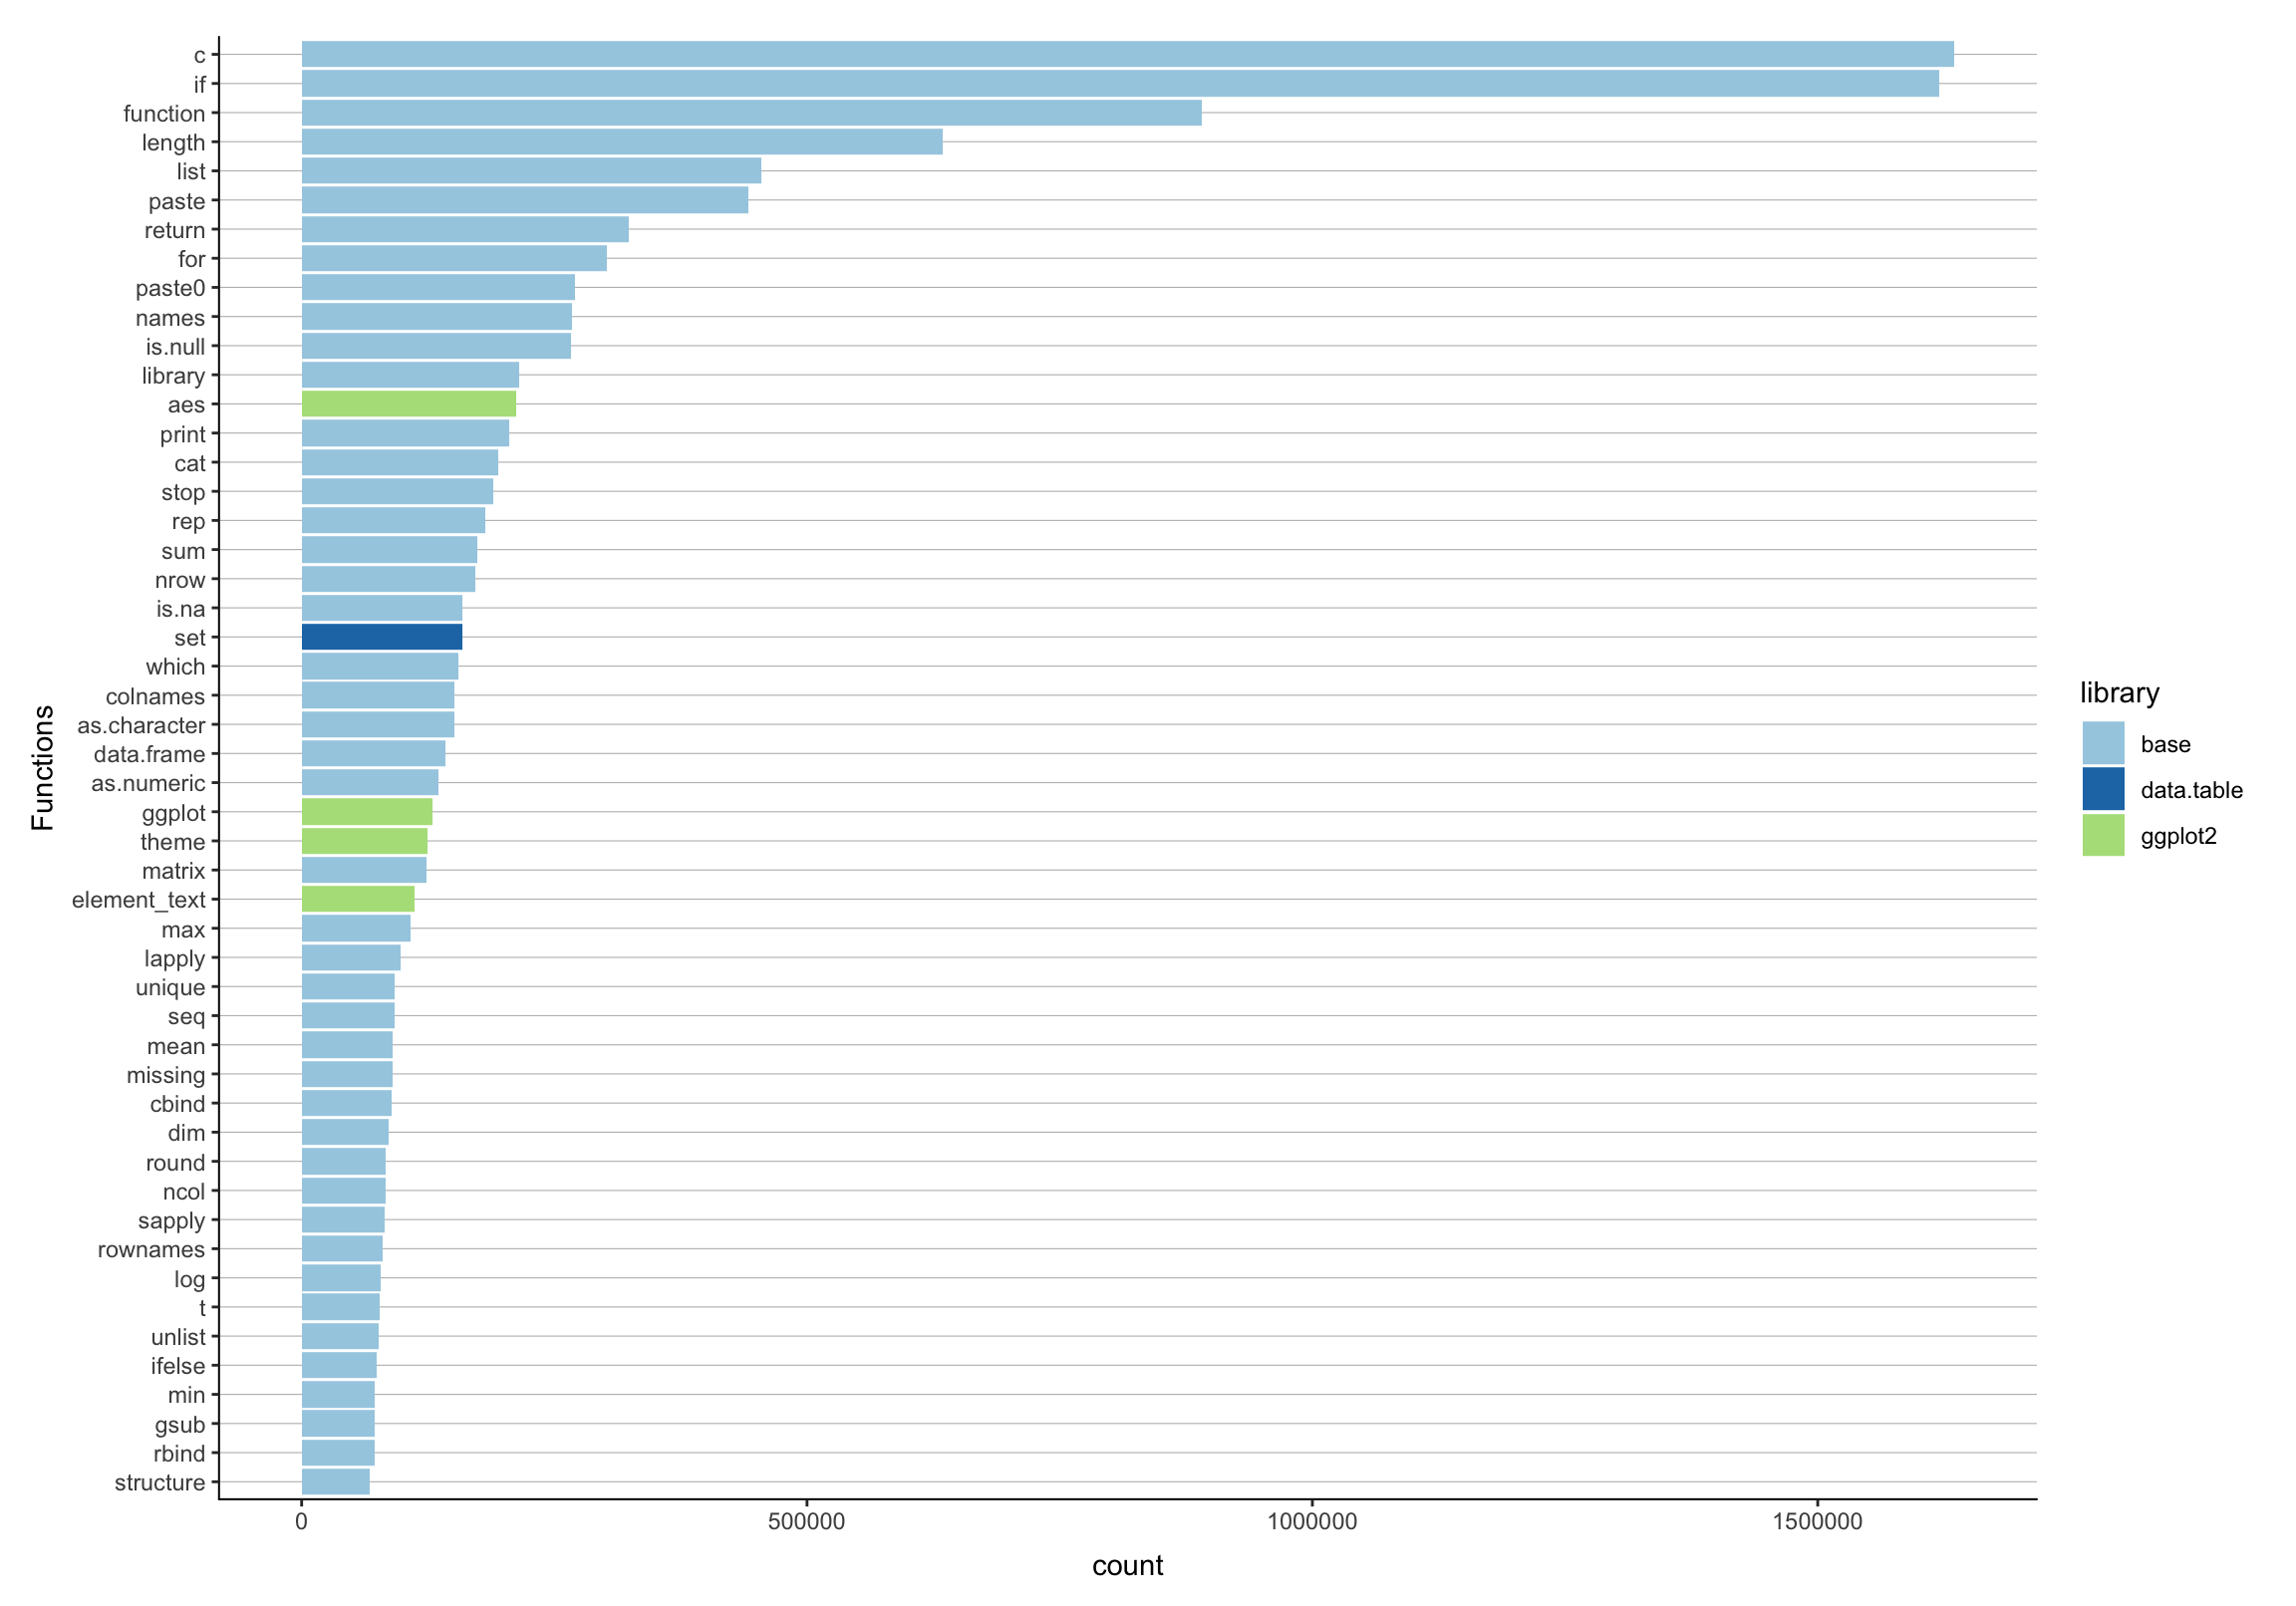 c
if
function
length
list
paste
return
for
paste0
names
is.null
library
aes
print
cat
stop
rep
sum
nrow
is.na
set
which
colnames
as.character
data.frame
as.numeric
ggplot
theme
matrix
element_text
max
lapply
unique
seq
mean
missing
cbind
dim
round
ncol
sapply
rownames
log
t
unlist
ifelse
min
gsub
rbind
structure
Functions
0 500000 1000000 1500000
count
library
base
data.table
ggplot2